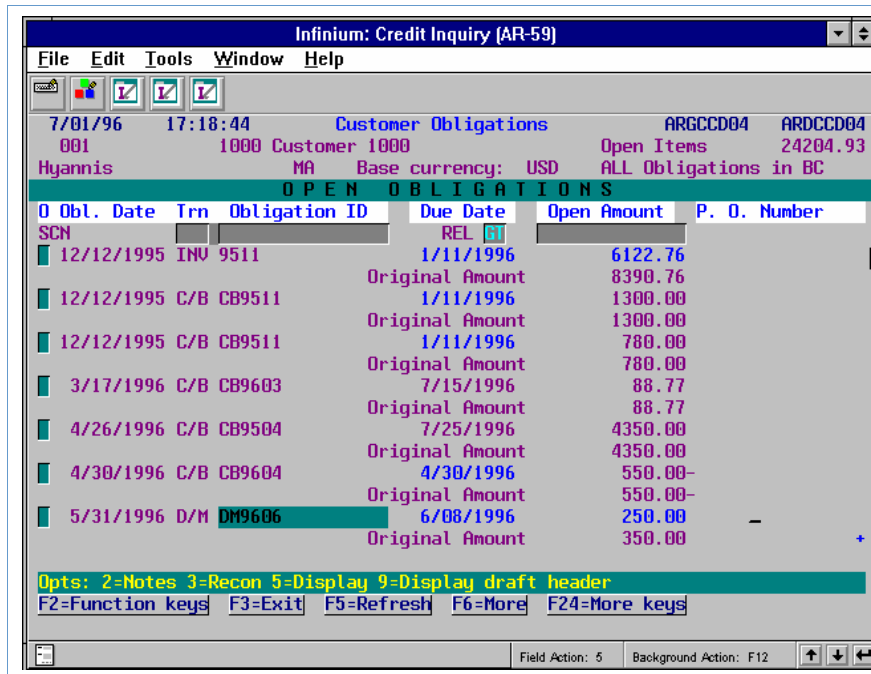 Infinium: Credit Inquiry (AR-59)
File Edit Tools Window Help
7/01/96 17:18:44 Customer Obligations ARGCCD04 ARDCCD04
001 1000 Customer 1000 Open Items 24204.93
Hyannis MA Base currency: USD ALL Obligations in BC
O P E N O B L I G A T I O N S
O Obl. Date Trn Obligation ID Due Date Open Amount P. O. Number
SCN REL GT
12/12/1995 INV 9511 1/11/1996 6122.76
Original Amount 8390.76
12/12/1995 C/B CB9511 1/11/1996 1300.00
Original Amount 1300.00
12/12/1995 C/B CB9511 1/11/1996 780.00
Original Amount 780.00
3/17/1996 C/B CB9603 7/15/1996 88.77
Original Amount 88.77
4/26/1996 C/B CB9504 7/25/1996 4350.00
Original Amount 4350.00
4/30/1996 C/B CB9604 4/30/1996 550.00-
Original Amount 550.00-
5/31/1996 D/M DM9606 6/08/1996 250.00
Original Amount 350.00 +
Opts: 2=Notes 3=Recon 5=Display 9=Display draft header
F2=Function keys F3=Exit F5=Refresh F6=More F24=More keys
Field Action: 5 Background Action: F12